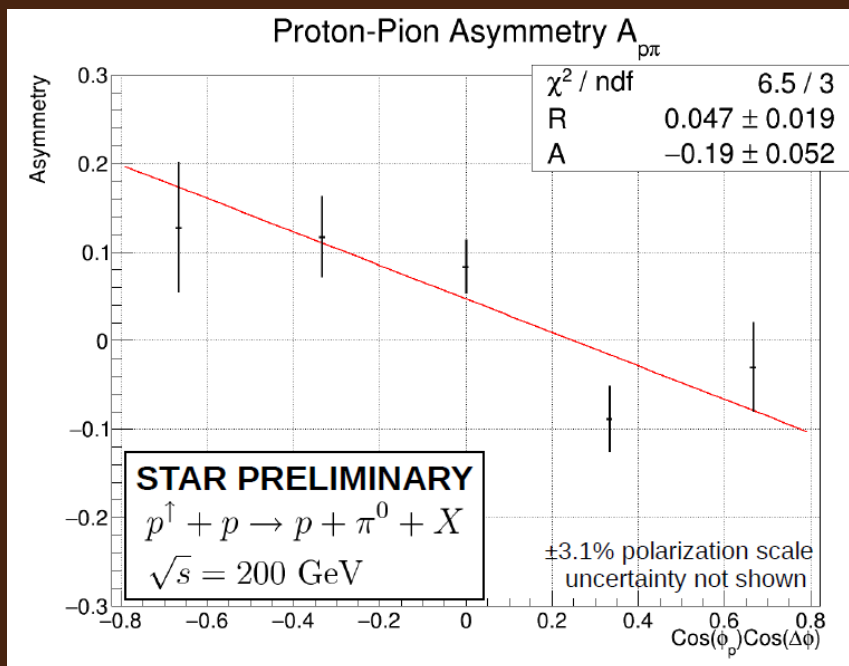 Proton-Pion Asymmetry A_pπ
χ² / ndf 6.5 / 3
R 0.047 ± 0.019
A −0.19 ± 0.052
Asymmetry
0.3
0.2
0.1
0
−0.1
−0.2
−0.3
STAR PRELIMINARY
p↑ + p → p + π⁰ + X
√s = 200 GeV
±3.1% polarization scale
uncertainty not shown
−0.8 −0.6 −0.4 −0.2 0 0.2 0.4 0.6 0.8
Cos(ϕ_p)Cos(Δϕ)